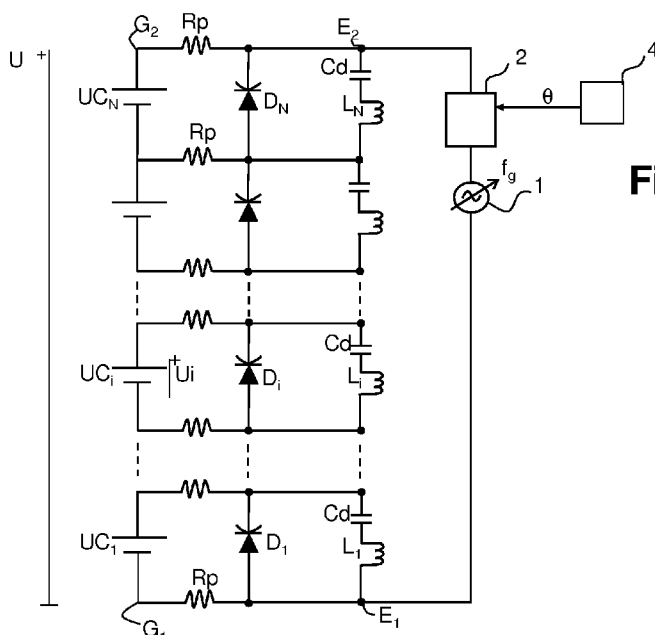 G2 Rp E2
U + Cd 2 4
UCN DN LN θ
Rp
fg 1
Fi
Cd
UCi + Ui Di Li
Cd
UC1 D1 L1
Rp
G1 E1